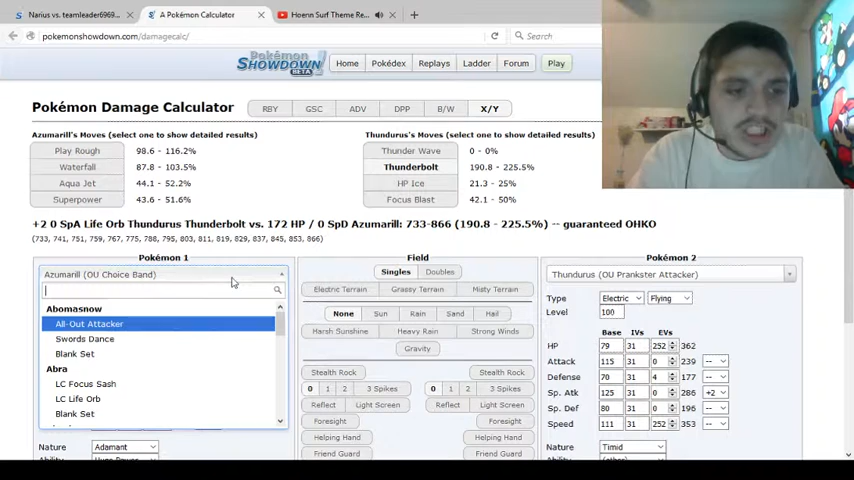 Narius vs. teamleader6969...
A Pokémon Calculator
Hoenn Surf Theme Re...
pokemonshowdown.com/damagecalc/
Search
Pokémon
SHOWDOWN!
BETA
Home
Pokédex
Replays
Ladder
Forum
Play
Pokémon Damage Calculator
RBY
GSC
ADV
DPP
B/W
X/Y
Azumarill's Moves (select one to show detailed results)
Play Rough 98.6 - 116.2%
Waterfall 87.8 - 103.5%
Aqua Jet 44.1 - 52.2%
Superpower 43.6 - 51.6%
Thundurus's Moves (select one to show detailed results)
Thunder Wave 0 - 0%
Thunderbolt 190.8 - 225.5%
HP Ice 21.3 - 25%
Focus Blast 42.1 - 50%
+2 0 SpA Life Orb Thundurus Thunderbolt vs. 172 HP / 0 SpD Azumarill: 733-866 (190.8 - 225.5%) -- guaranteed OHKO
(733, 741, 751, 759, 767, 775, 788, 795, 803, 811, 819, 829, 837, 845, 853, 866)
Pokémon 1
Azumarill (OU Choice Band)
Abomasnow
All-Out Attacker
Swords Dance
Blank Set
Abra
LC Focus Sash
LC Life Orb
Blank Set
Nature Adamant
Ability Huge Power
Field
Singles Doubles
Electric Terrain Grassy Terrain Misty Terrain
None Sun Rain Sand Hail
Harsh Sunshine Heavy Rain Strong Winds
Gravity
Stealth Rock Stealth Rock
0 1 2 3 Spikes 0 1 2 3 Spikes
Reflect Light Screen Reflect Light Screen
Foresight Foresight
Helping Hand Helping Hand
Friend Guard Friend Guard
Pokémon 2
Thundurus (OU Prankster Attacker)
Type Electric Flying
Level 100
Base IVs EVs
HP 79 31 252 362
Attack 115 31 0 239 --
Defense 70 31 4 177 --
Sp. Atk 125 31 0 286 +2
Sp. Def 80 31 0 196 --
Speed 111 31 252 353 --
Nature Timid
Ability (other)